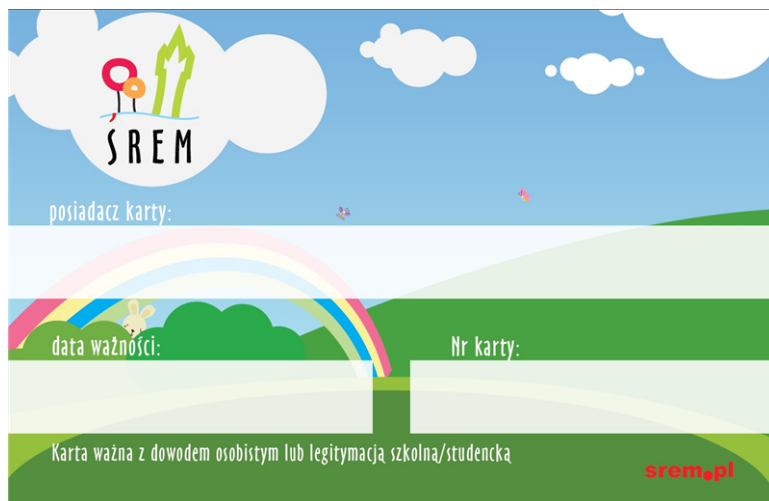 ŚREM
posiadacz karty:
data ważności:
Nr karty:
Karta ważna z dowodem osobistym lub legitymacją szkolną/studencką
srem.pl